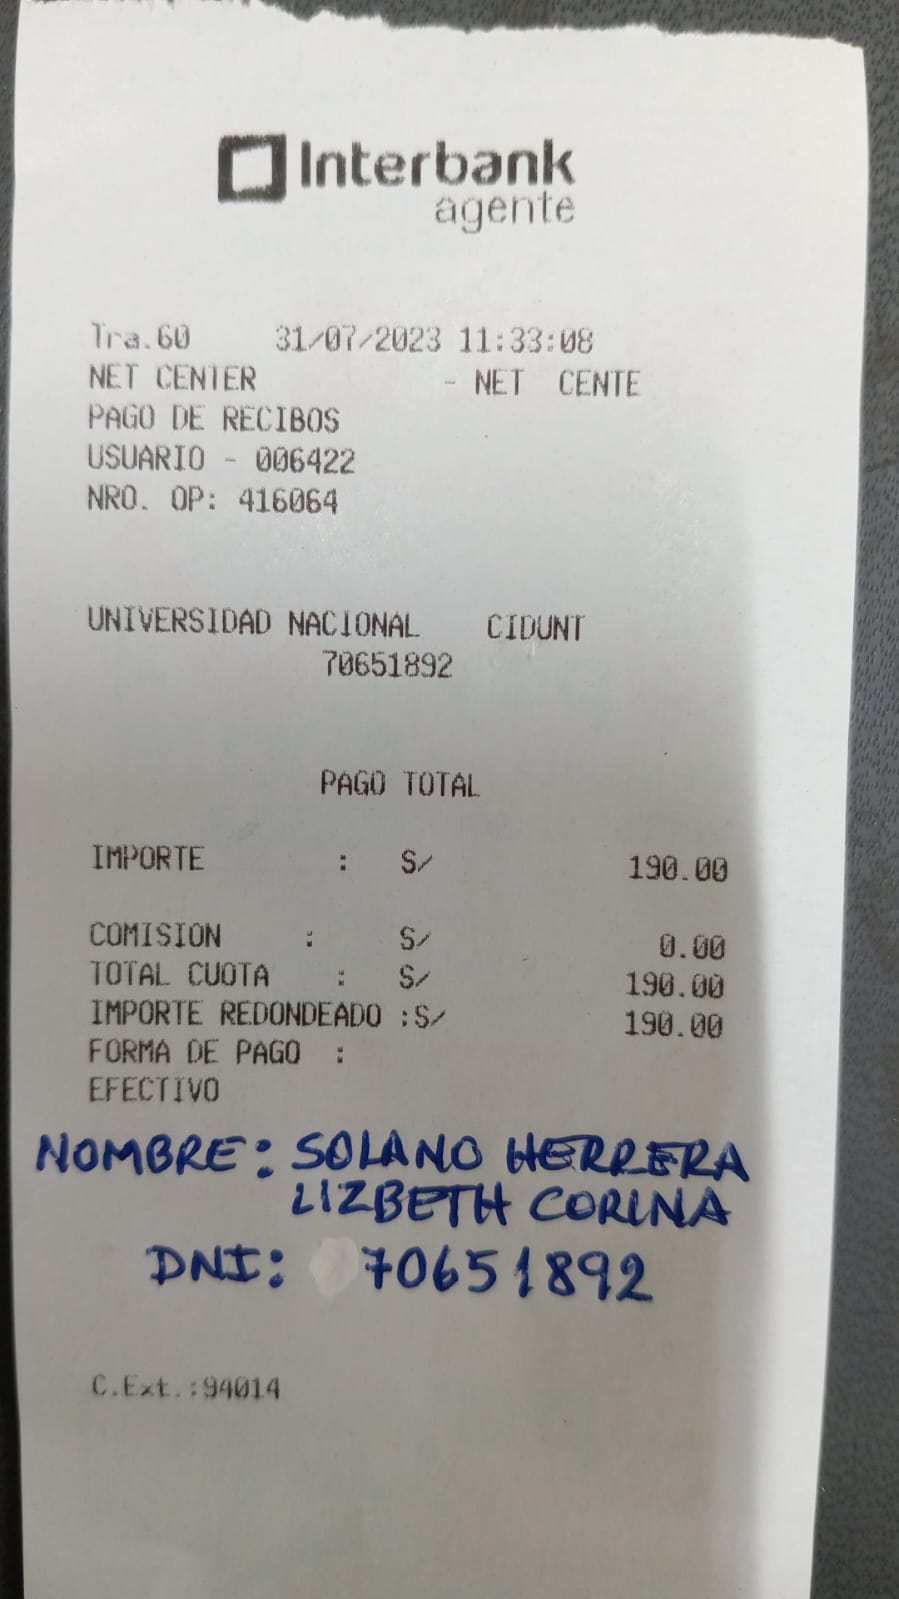 Interbank
agente
Tra.60 31/07/2023 11:33:08
NET CENTER - NET CENTE
PAGO DE RECIBOS
USUARIO - 006422
NRO. OP: 416064
UNIVERSIDAD NACIONAL CIDUNT
70651892
PAGO TOTAL
IMPORTE : S/ 190.00
COMISION : S/ 0.00
TOTAL CUOTA : S/ 190.00
IMPORTE REDONDEADO :S/ 190.00
FORMA DE PAGO :
EFECTIVO
NOMBRE: SOLANO HERRERA
LIZBETH CORINA
DNI: 70651892
C.Ext.:94014